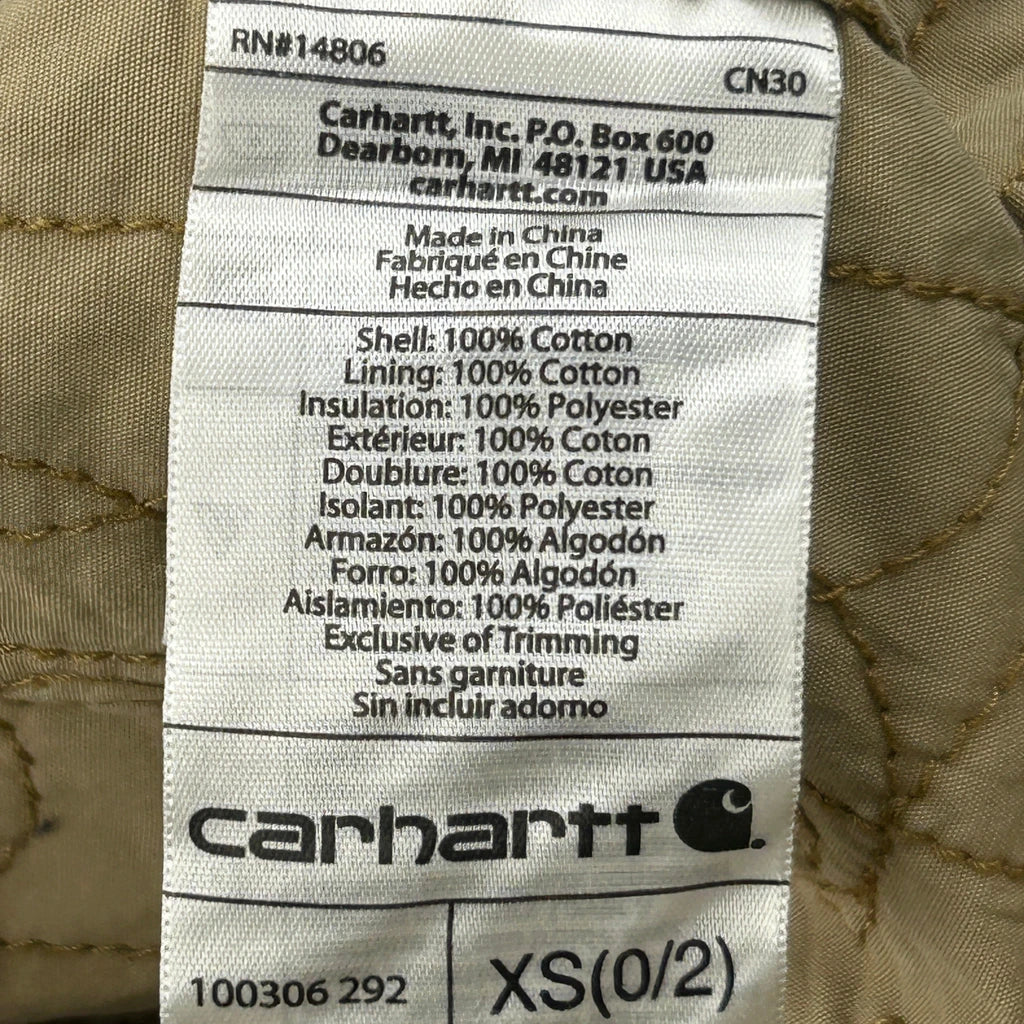 RN#14806
CN30
Carhartt, Inc. P.O. Box 600
Dearborn, MI 48121 USA
carhartt.com
Made in China
Fabriqué en Chine
Hecho en China
Shell: 100% Cotton
Lining: 100% Cotton
Insulation: 100% Polyester
Extérieur: 100% Coton
Doublure: 100% Coton
Isolant: 100% Polyester
Armazón: 100% Algodón
Forro: 100% Algodón
Aislamiento: 100% Poliéster
Exclusive of Trimming
Sans garniture
Sin incluir adorno
carhartt
100306 292
XS(0/2)